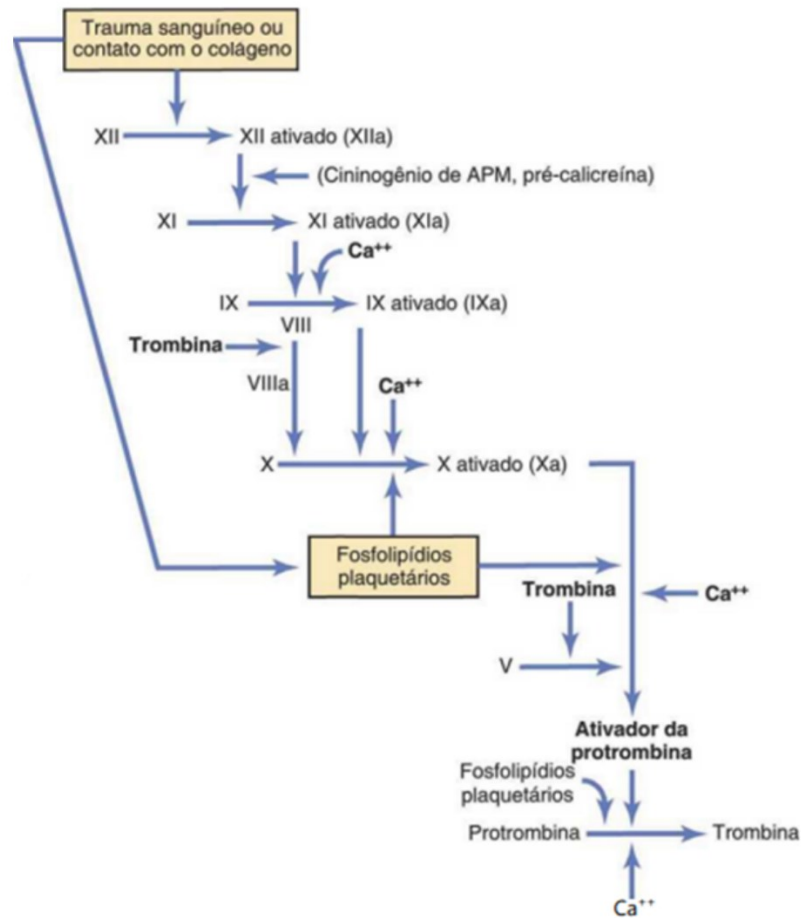 Trauma sanguíneo ou
contato com o colágeno
XII
XII ativado (XIIa)
(Cininogênio de APM, pré-calicreína)
XI
XI ativado (XIa)
Ca++
IX
IX ativado (IXa)
VIII
Trombina
VIIIa
Ca++
X
X ativado (Xa)
Fosfolipídios
plaquetários
Trombina
Ca++
V
Ativador da
protrombina
Fosfolipídios
plaquetários
Protrombina
Trombina
Ca++